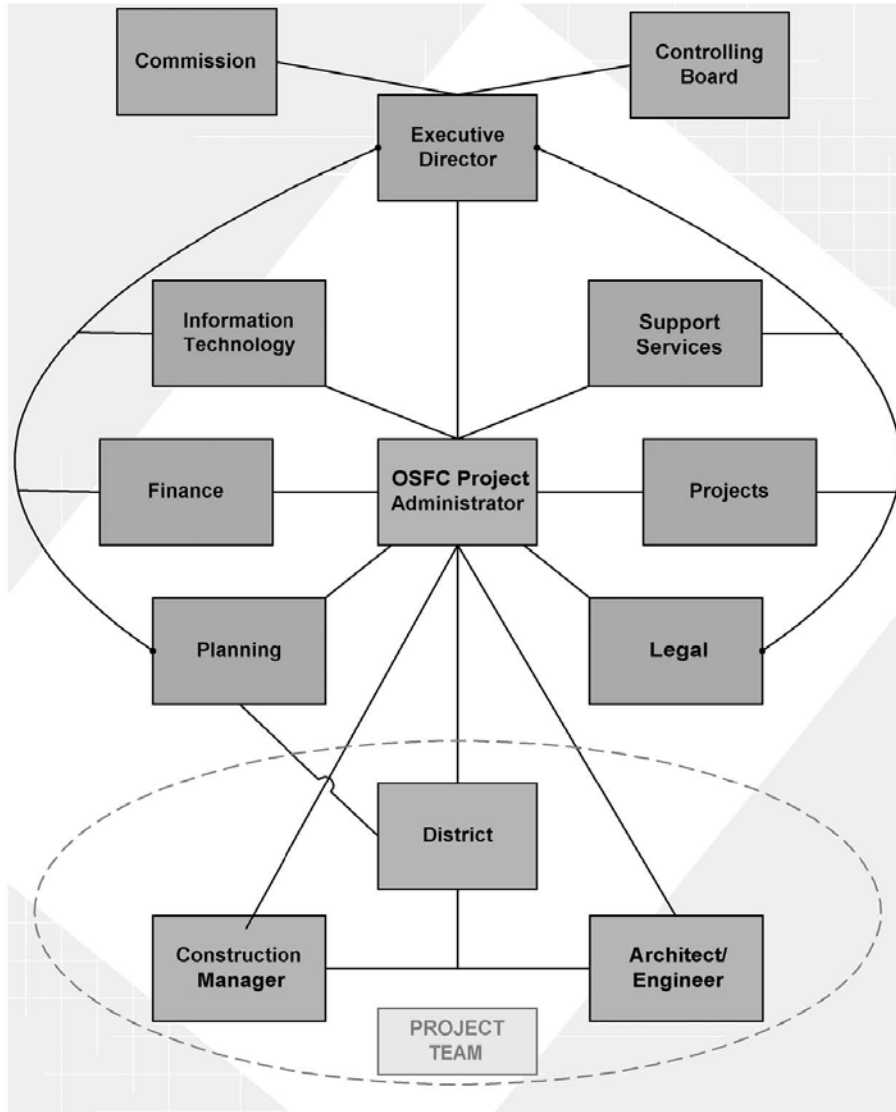 Commission
Controlling
Board
Executive
Director
Information
Technology
Support
Services
Finance
OSFC Project
Administrator
Projects
Planning
Legal
District
Construction
Manager
Architect/
Engineer
PROJECT
TEAM